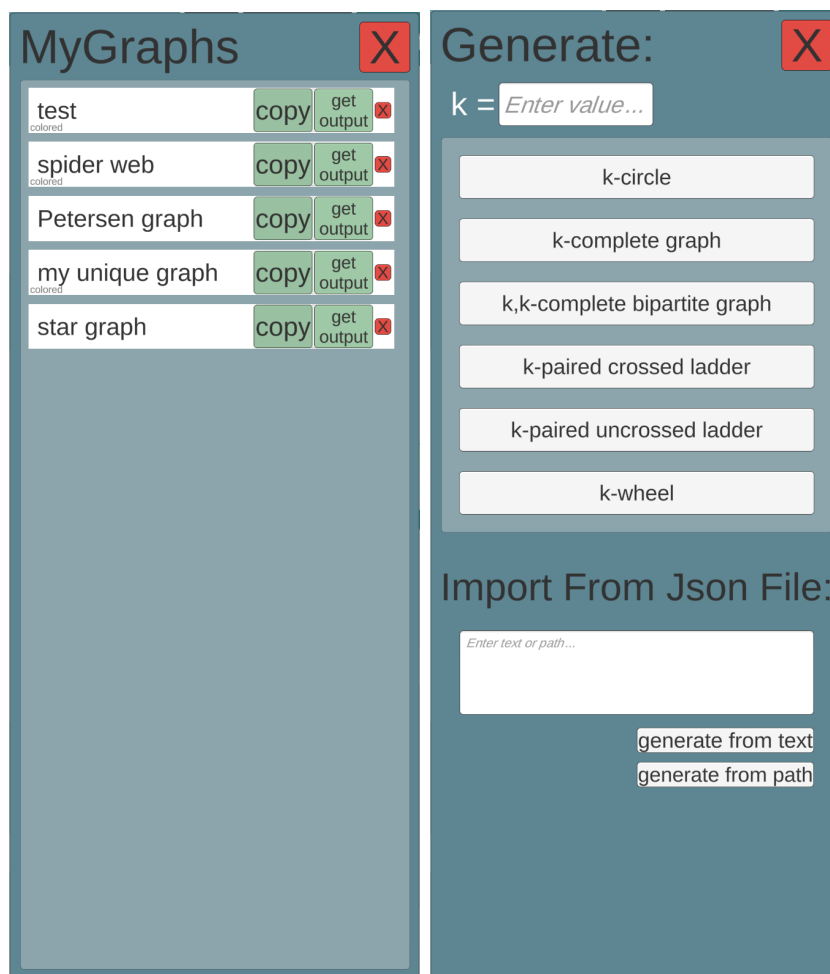 MyGraphs X
test copy get output X
colored
spider web copy get output X
colored
Petersen graph copy get output X
my unique graph copy get output X
colored
star graph copy get output X
Generate: X
k = Enter value...
k-circle
k-complete graph
k,k-complete bipartite graph
k-paired crossed ladder
k-paired uncrossed ladder
k-wheel
Import From Json File:
Enter text or path...
generate from text
generate from path